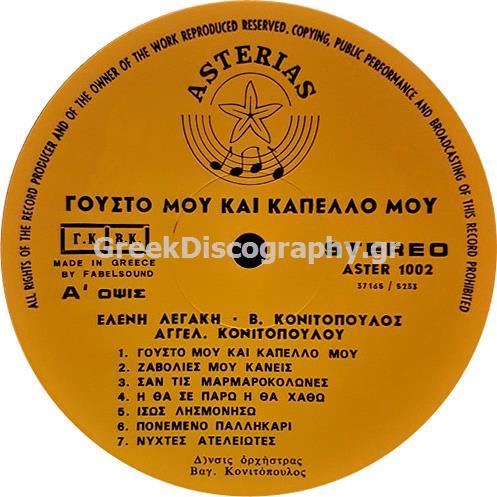 ALL RIGHTS OF THE RECORD PRODUCER AND OF THE OWNER OF THE WORK REPRODUCED RESERVED. COPYING, PUBLIC PERFORMANCE AND BROADCASTING OF THIS RECORD PROHIBITED
ASTERIAS
ΓΟΥΣΤΟ ΜΟΥ ΚΑΙ ΚΑΠΕΛΛΟ ΜΟΥ
Γ.Κ. Β.Κ.
GreekDiscography.gr
STEREO
MADE IN GREECE
BY FABELSOUND
ASTER 1002
37165 / 5233
Α' ΟΨΙΣ
ΕΛΕΝΗ ΛΕΓΑΚΗ - Β. ΚΟΝΙΤΟΠΟΥΛΟΣ
ΑΓΓΕΛ. ΚΟΝΙΤΟΠΟΥΛΟΥ
1. ΓΟΥΣΤΟ ΜΟΥ ΚΑΙ ΚΑΠΕΛΛΟ ΜΟΥ
2. ΖΑΒΟΛΙΕΣ ΜΟΥ ΚΑΝΕΙΣ
3. ΣΑΝ ΤΙΣ ΜΑΡΜΑΡΟΚΟΛΩΝΕΣ
4. Η ΘΑ ΣΕ ΠΑΡΩ Η ΘΑ ΧΑΘΩ
5. ΙΣΩΣ ΛΗΣΜΟΝΗΣΩ
6. ΠΟΝΕΜΕΝΟ ΠΑΛΛΗΚΑΡΙ
7. ΝΥΧΤΕΣ ΑΤΕΛΕΙΩΤΕΣ
Δ)νσις ὀρχήστρας
Βαγ. Κονιτόπουλος